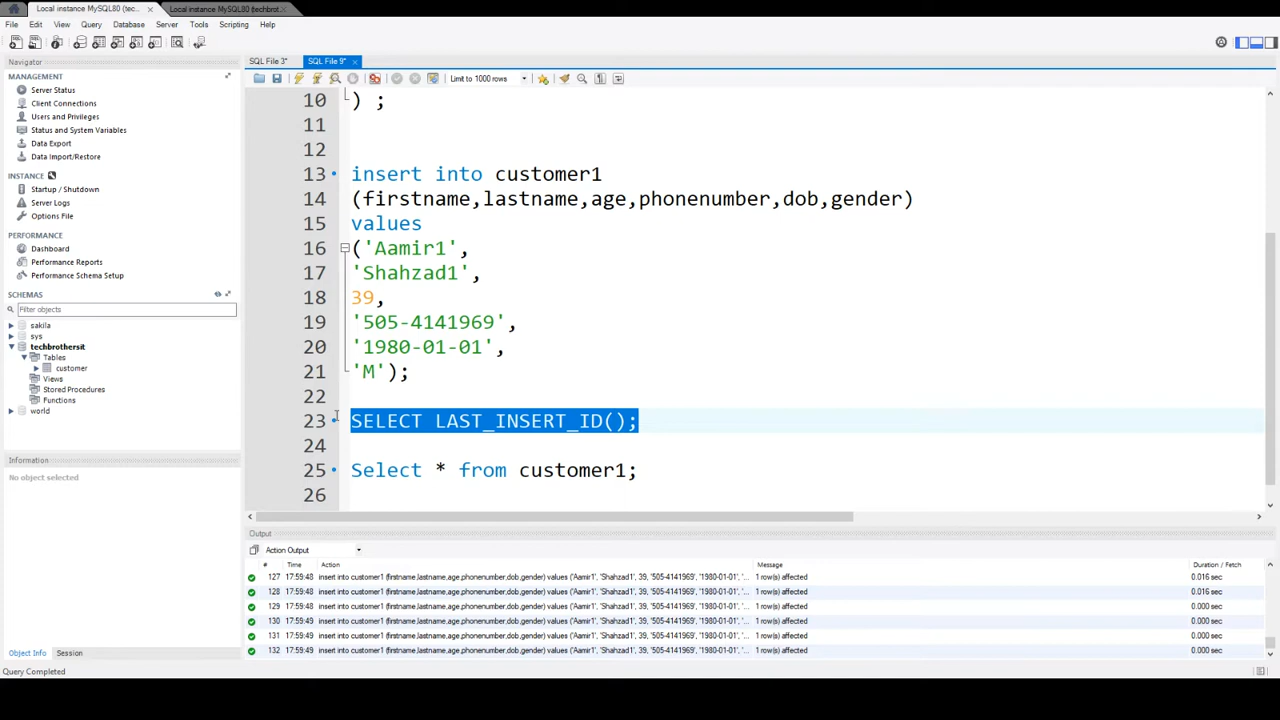 Local instance MySQL80 (tec... ×
Local instance MySQL80 (techbrot... ×
File Edit View Query Database Server Tools Scripting Help
Navigator
SQL File 3* SQL File 9* ×
MANAGEMENT
Server Status
Client Connections
Users and Privileges
Status and System Variables
Data Export
Data Import/Restore
INSTANCE
Startup / Shutdown
Server Logs
Options File
PERFORMANCE
Dashboard
Performance Reports
Performance Schema Setup
SCHEMAS
Filter objects
sakila
sys
techbrothersit
Tables
customer
Views
Stored Procedures
Functions
world
Information
No object selected
Object Info Session
Query Completed
Limit to 1000 rows
10 ) ;
11
12
13 insert into customer1
14 (firstname,lastname,age,phonenumber,dob,gender)
15 values
16 ('Aamir1',
17 'Shahzad1',
18 39,
19 '505-4141969',
20 '1980-01-01',
21 'M');
22
23 SELECT LAST_INSERT_ID();
24
25 Select * from customer1;
26
Output
Action Output
# Time Action Message Duration / Fetch
127 17:59:48 insert into customer1 (firstname,lastname,age,phonenumber,dob,gender) values ('Aamir1', 'Shahzad1', 39, '505-4141969', '1980-01-01', '... 1 row(s) affected 0.016 sec
128 17:59:48 insert into customer1 (firstname,lastname,age,phonenumber,dob,gender) values ('Aamir1', 'Shahzad1', 39, '505-4141969', '1980-01-01', '... 1 row(s) affected 0.016 sec
129 17:59:48 insert into customer1 (firstname,lastname,age,phonenumber,dob,gender) values ('Aamir1', 'Shahzad1', 39, '505-4141969', '1980-01-01', '... 1 row(s) affected 0.000 sec
130 17:59:49 insert into customer1 (firstname,lastname,age,phonenumber,dob,gender) values ('Aamir1', 'Shahzad1', 39, '505-4141969', '1980-01-01', '... 1 row(s) affected 0.000 sec
131 17:59:49 insert into customer1 (firstname,lastname,age,phonenumber,dob,gender) values ('Aamir1', 'Shahzad1', 39, '505-4141969', '1980-01-01', '... 1 row(s) affected 0.000 sec
132 17:59:49 insert into customer1 (firstname,lastname,age,phonenumber,dob,gender) values ('Aamir1', 'Shahzad1', 39, '505-4141969', '1980-01-01', '... 1 row(s) affected 0.000 sec